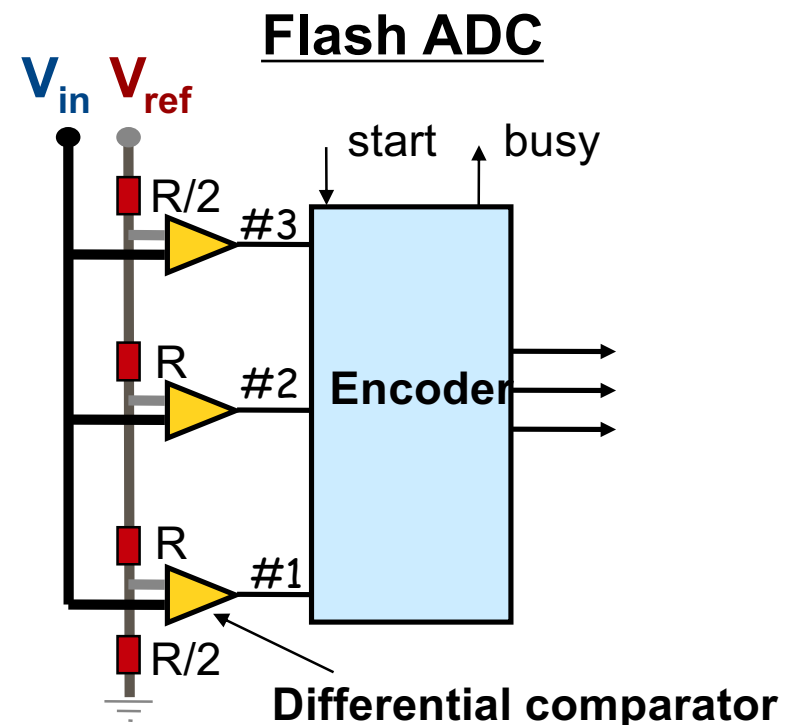 Flash ADC
Vin Vref
start busy
R/2
#3
R
#2
Encoder
R
#1
R/2
Differential comparator